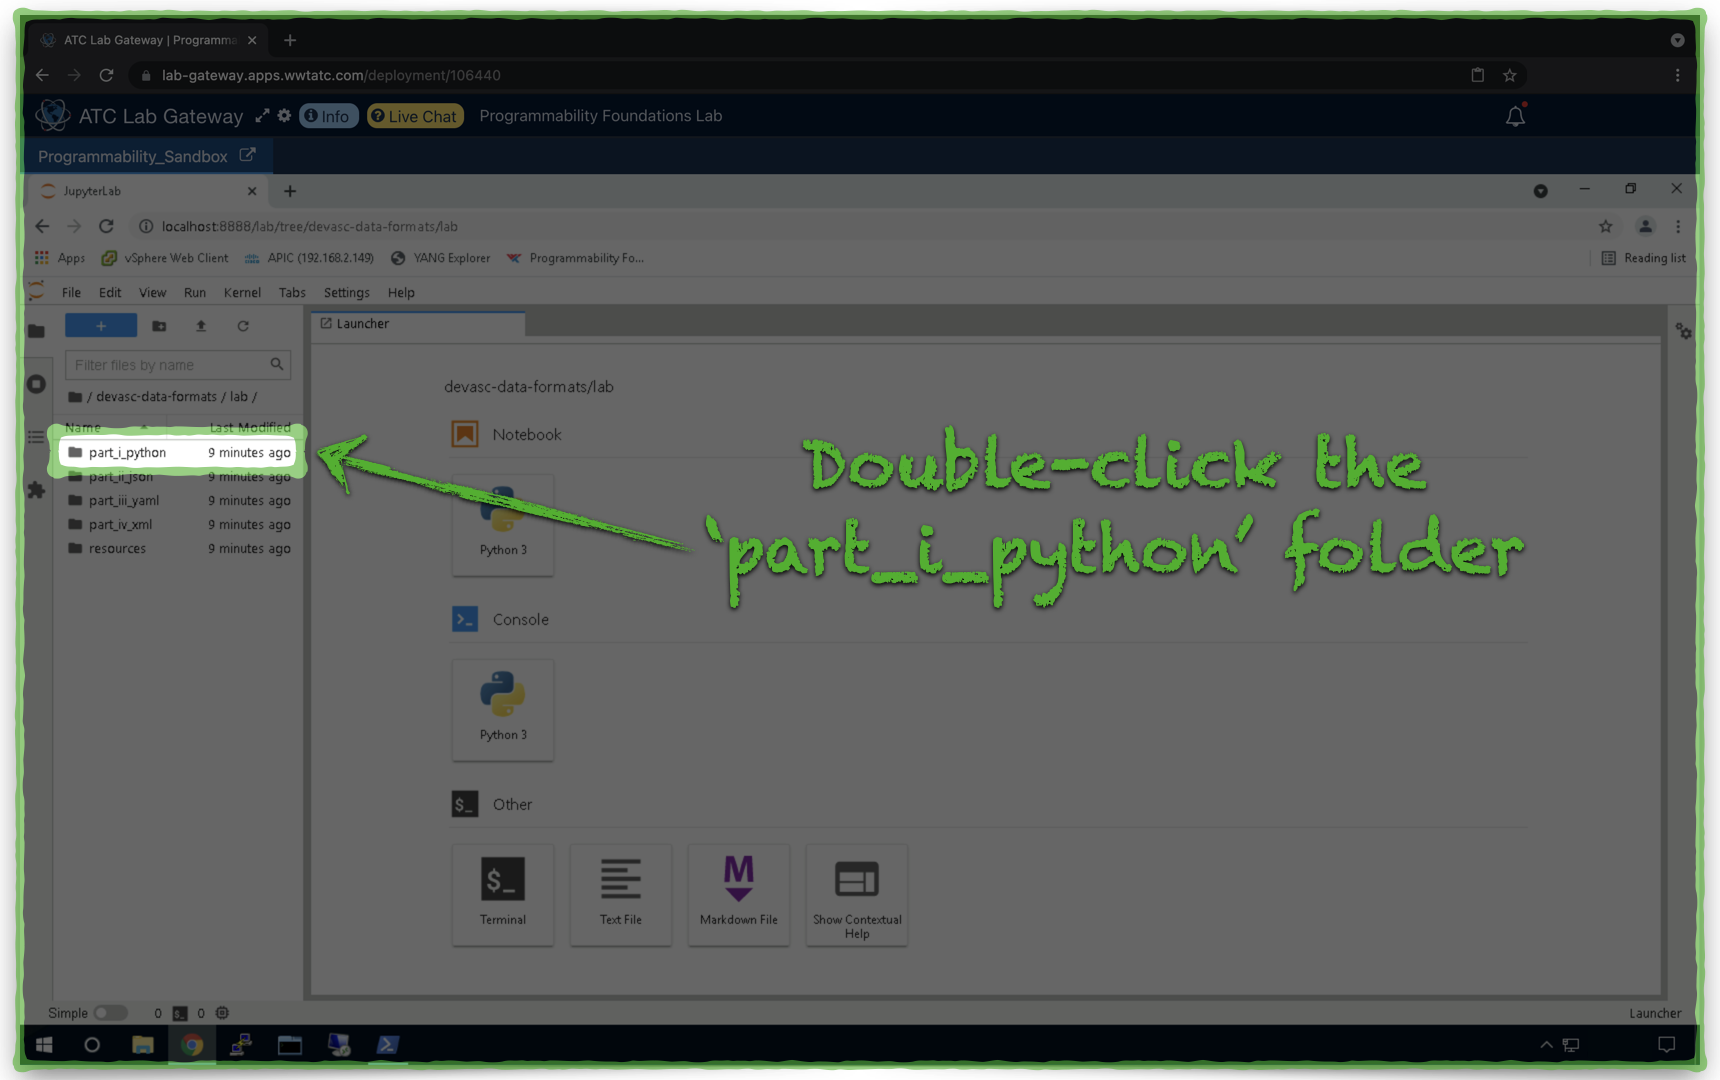 ATC Lab Gateway | Programma
lab-gateway.apps.wwtatc.com/deployment/106440
ATC Lab Gateway Info Live Chat Programmability Foundations Lab
Programmability_Sandbox
JupyterLab
localhost:8888/lab/tree/devasc-data-formats/lab
Apps vSphere Web Client APIC (192.168.2.149) YANG Explorer Programmability Fo... Reading list
File Edit View Run Kernel Tabs Settings Help
Launcher
Filter files by name
/ devasc-data-formats / lab /
Name Last Modified
part_i_python 9 minutes ago
part_ii_json 9 minutes ago
part_iii_yaml 9 minutes ago
part_iv_xml 9 minutes ago
resources 9 minutes ago
devasc-data-formats/lab
Notebook
Python 3
Double-click the
'part_i_python' folder
Console
Python 3
Other
$_
Terminal
Text File
Markdown File
Show Contextual
Help
Simple 0 $_ 0
Launcher